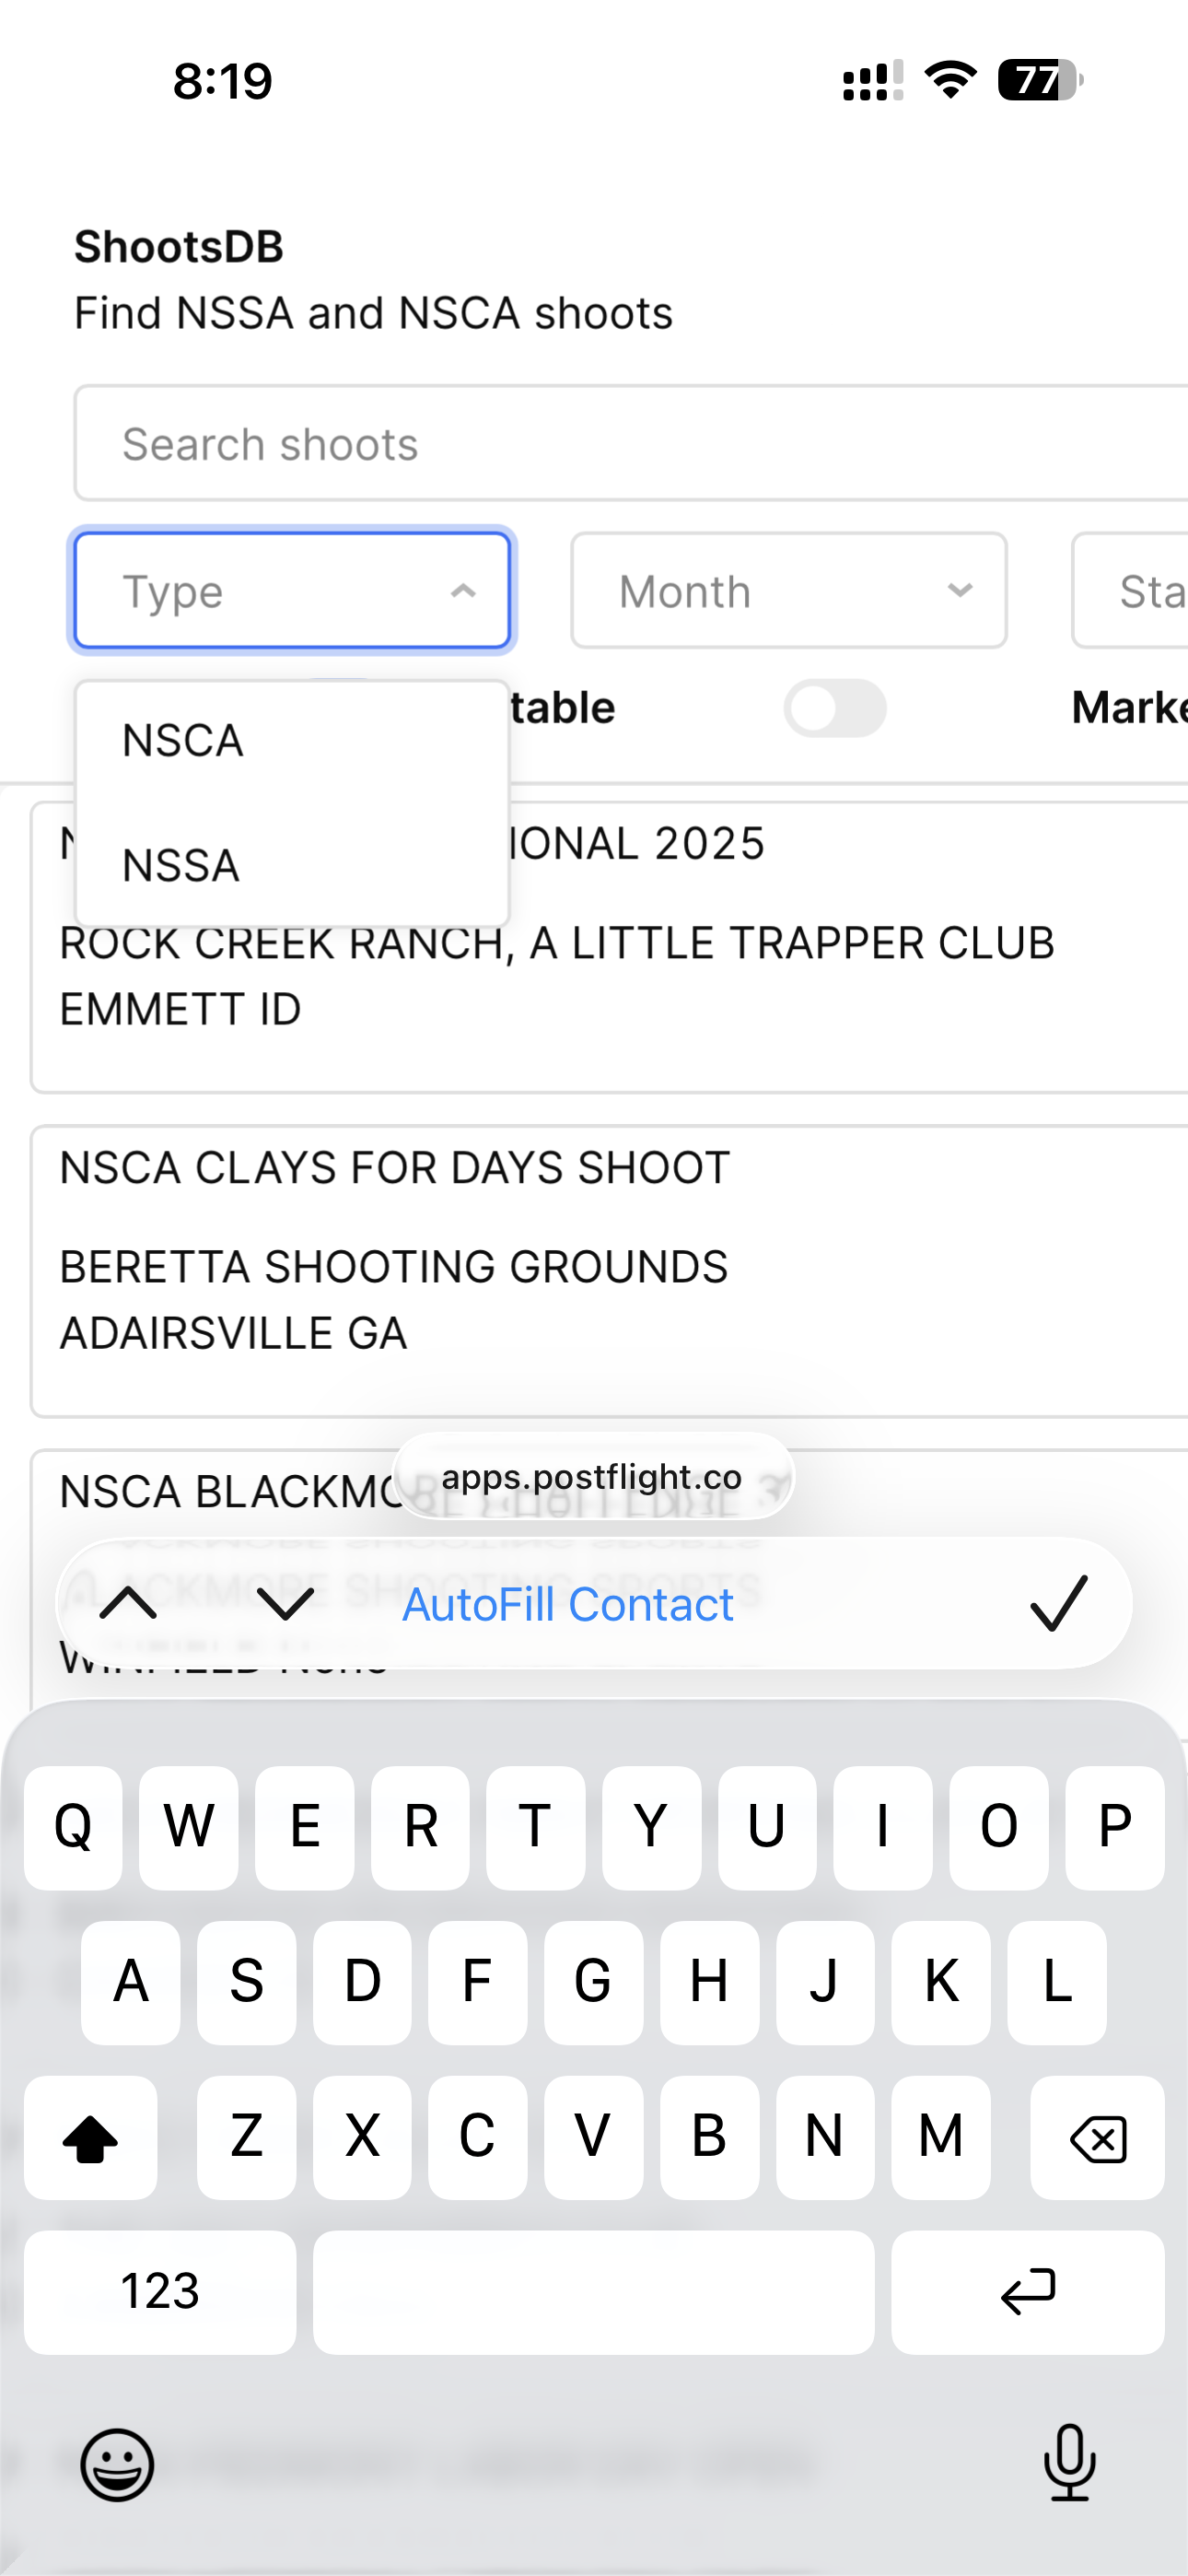 8:19
77
ShootsDB
Find NSSA and NSCA shoots
Search shoots
Type
Month
Sta
NSCA
NSSA
table
Marke
IONAL 2025
ROCK CREEK RANCH, A LITTLE TRAPPER CLUB
EMMETT ID
NSCA CLAYS FOR DAYS SHOOT
BERETTA SHOOTING GROUNDS
ADAIRSVILLE GA
NSCA BLACKMO
apps.postflight.co
AutoFill Contact
Q W E R T Y U I O P
A S D F G H J K L
Z X C V B N M
123